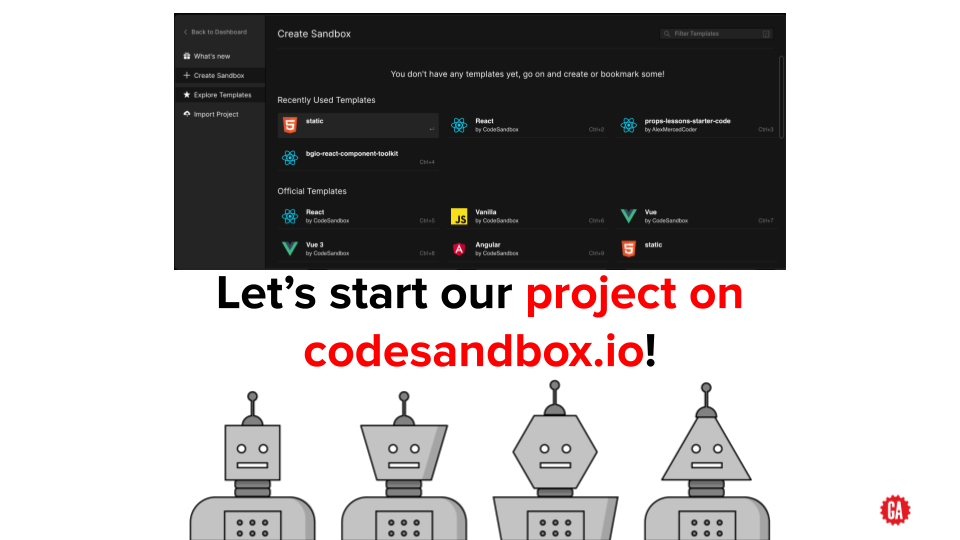 Back to Dashboard
What's new
Create Sandbox
Explore Templates
Import Project
Create Sandbox
Filter Templates
You don't have any templates yet, go on and create or bookmark some!
Recently Used Templates
static
React
by CodeSandbox
Ctrl+2
props-lessons-starter-code
by AlexMercedCoder
Ctrl+3
bgio-react-component-toolkit
Ctrl+4
Official Templates
React
by CodeSandbox
Ctrl+5
JS
Vanilla
by CodeSandbox
Ctrl+6
Vue
by CodeSandbox
Ctrl+7
Vue 3
by CodeSandbox
Ctrl+8
Angular
by CodeSandbox
Ctrl+9
static
Let's start our project on
codesandbox.io!
GA